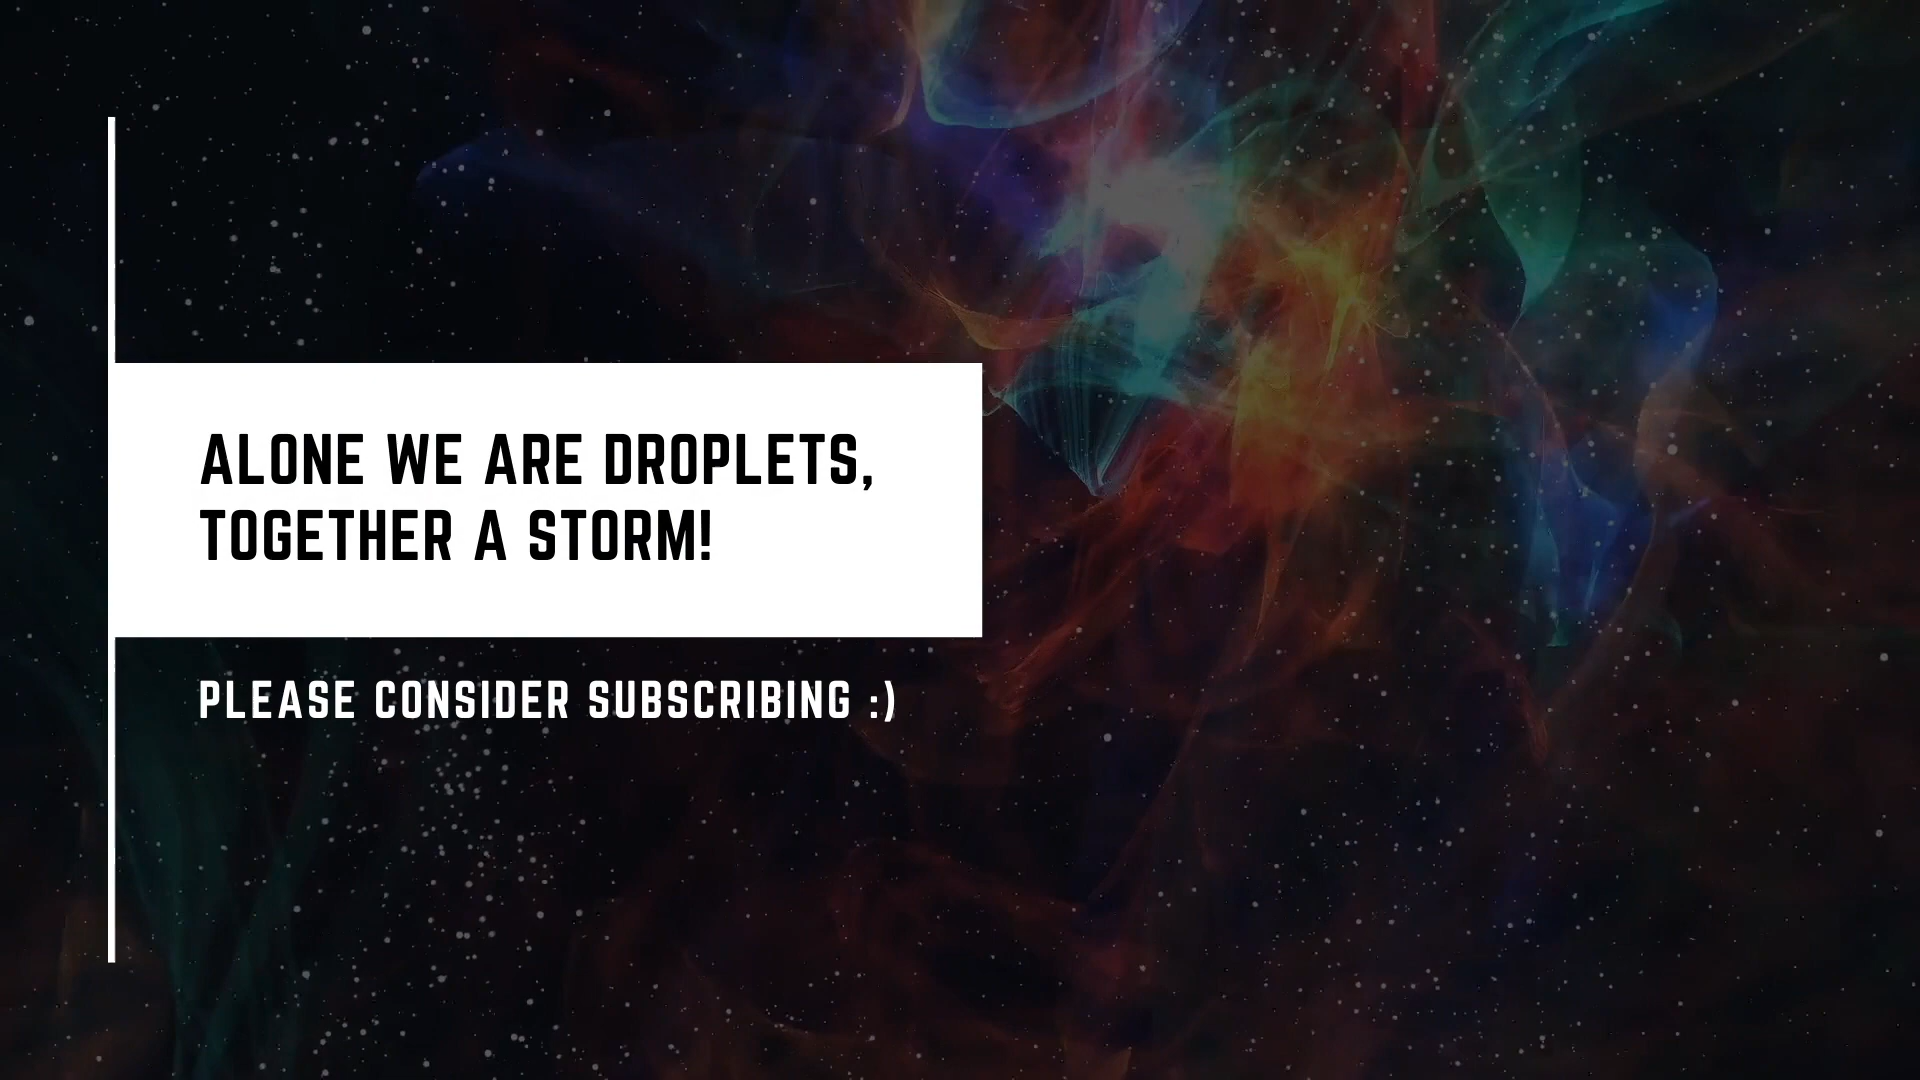 ALONE WE ARE DROPLETS,
TOGETHER A STORM!
PLEASE CONSIDER SUBSCRIBING :)